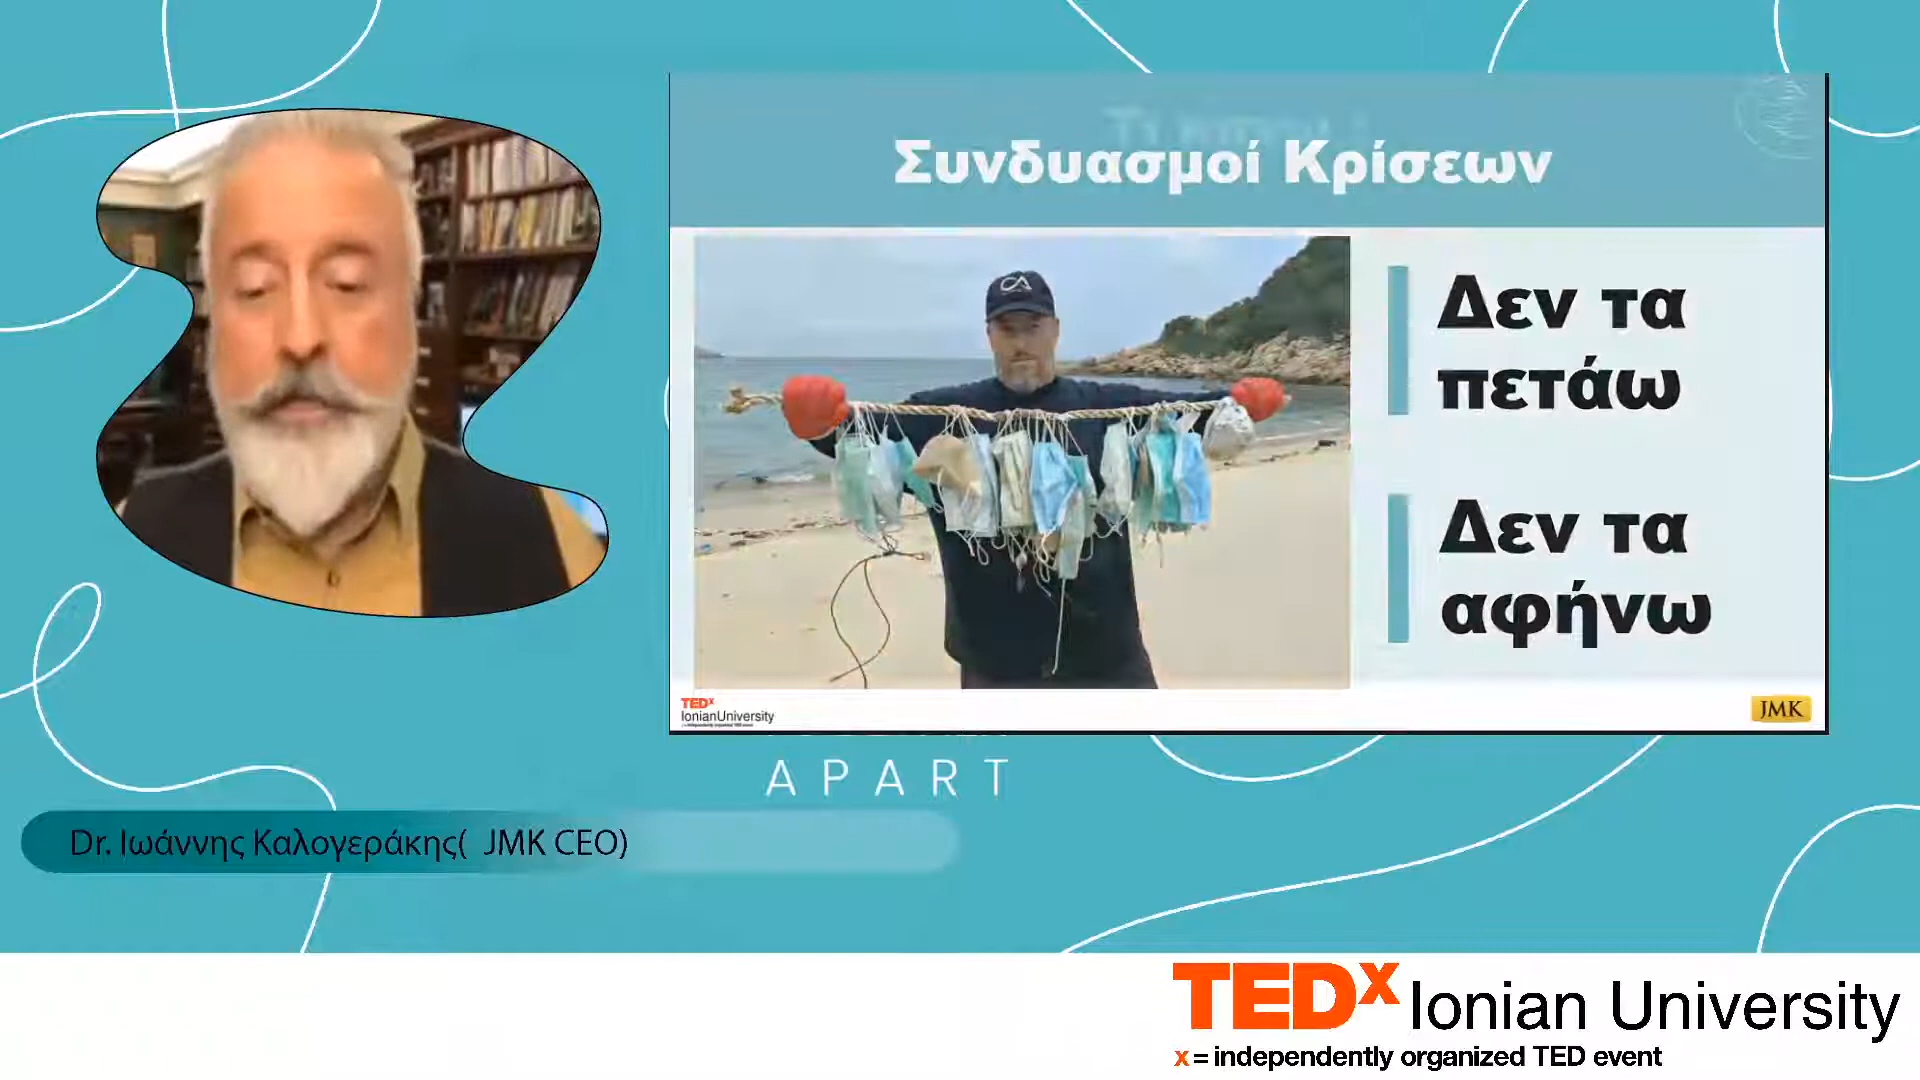 Συνδυασμοί Κρίσεων
Δεν τα
πετάω
Δεν τα
αφήνω
TEDx
IonianUniversity
JMK
APART
Dr. Ιωάννης Καλογεράκης( JMK CEO)
TEDx Ionian University
x = independently organized TED event